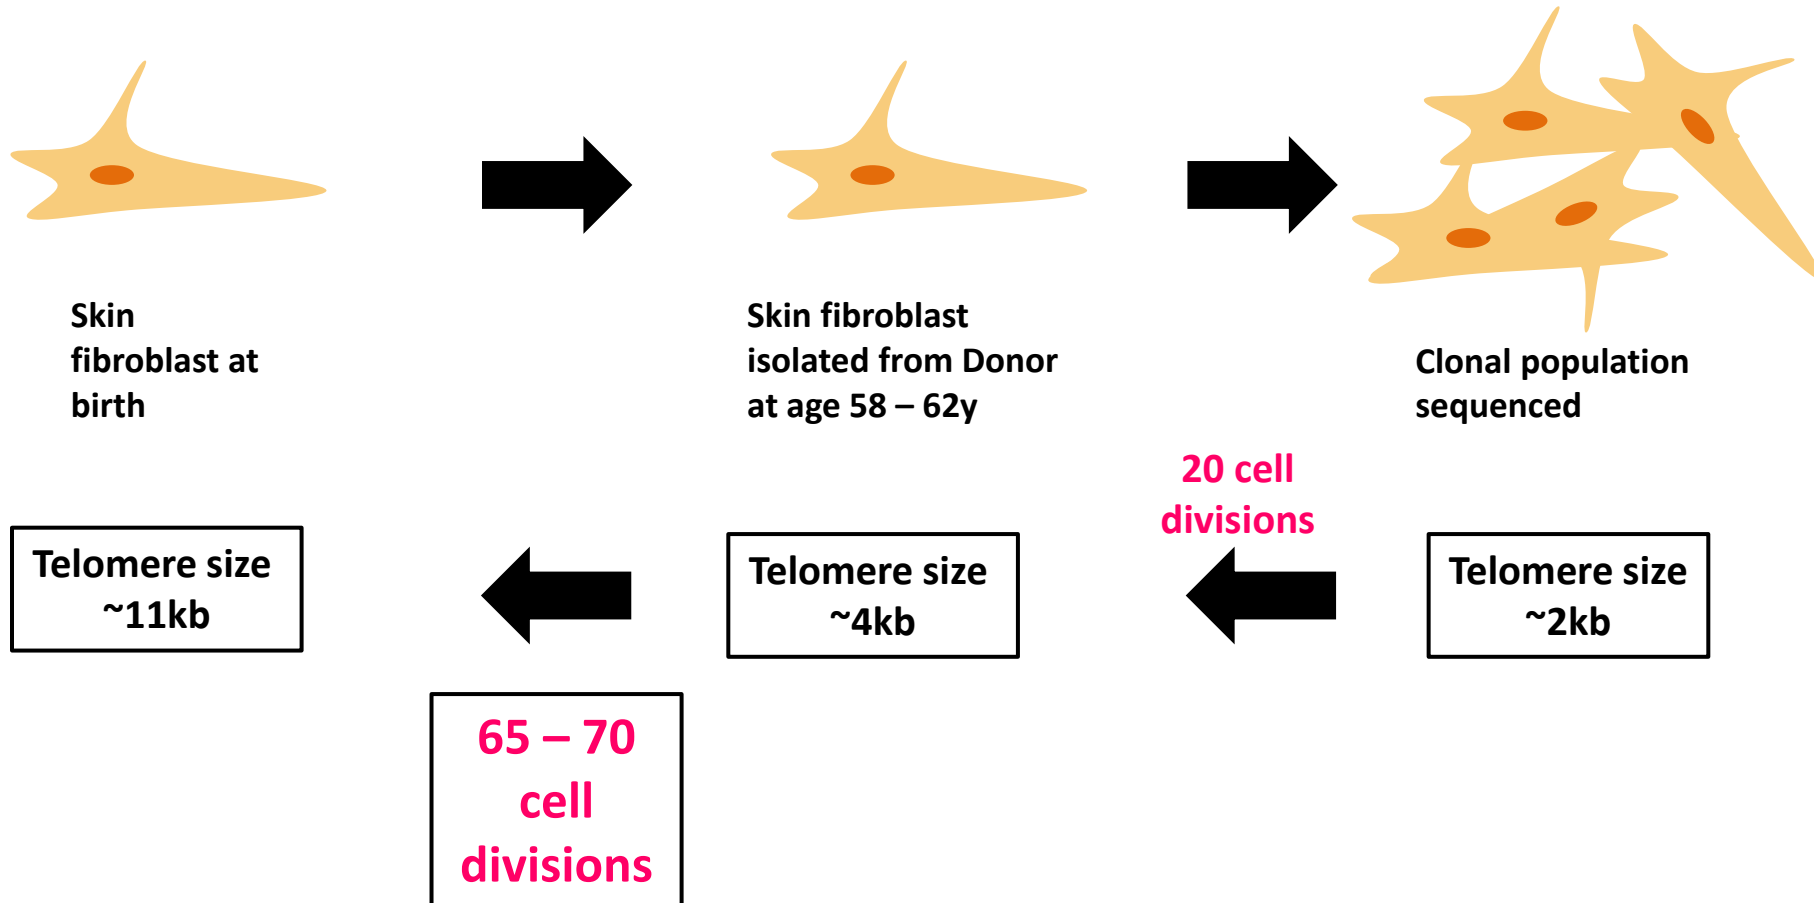 Skin
fibroblast at
birth
Skin fibroblast
isolated from Donor
at age 58 – 62y
Clonal population
sequenced
20 cell
divisions
Telomere size
~11kb
Telomere size
~4kb
Telomere size
~2kb
65 – 70
cell
divisions